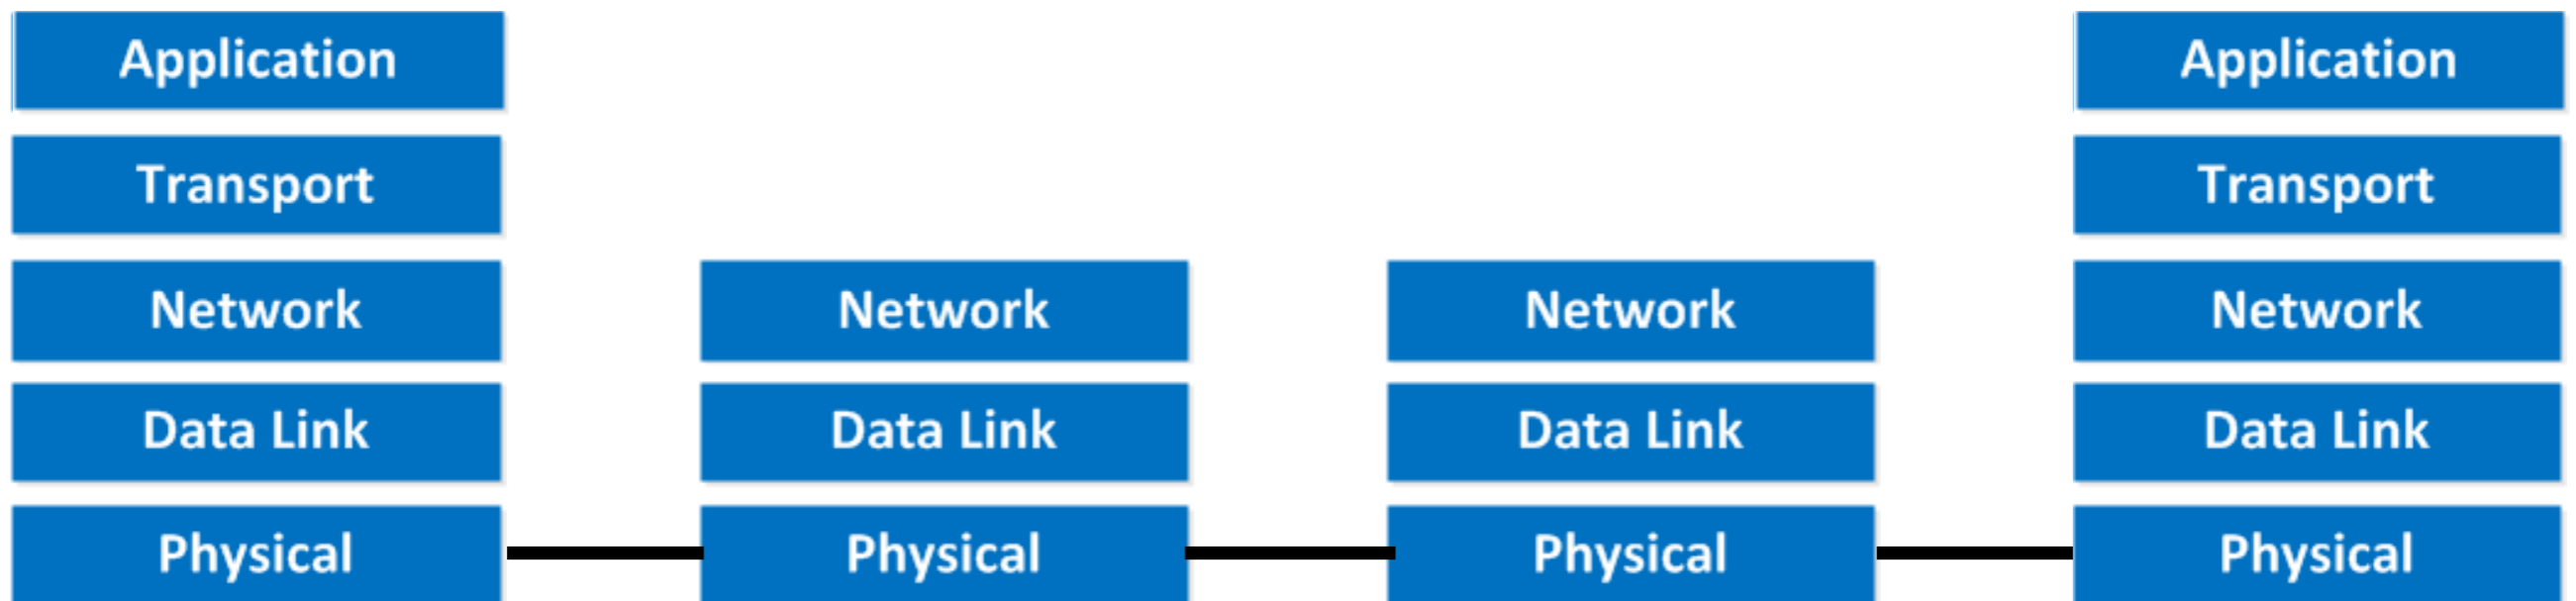 Application
Application
Transport
Transport
Network
Network
Network
Network
Data Link
Data Link
Data Link
Data Link
Physical
Physical
Physical
Physical